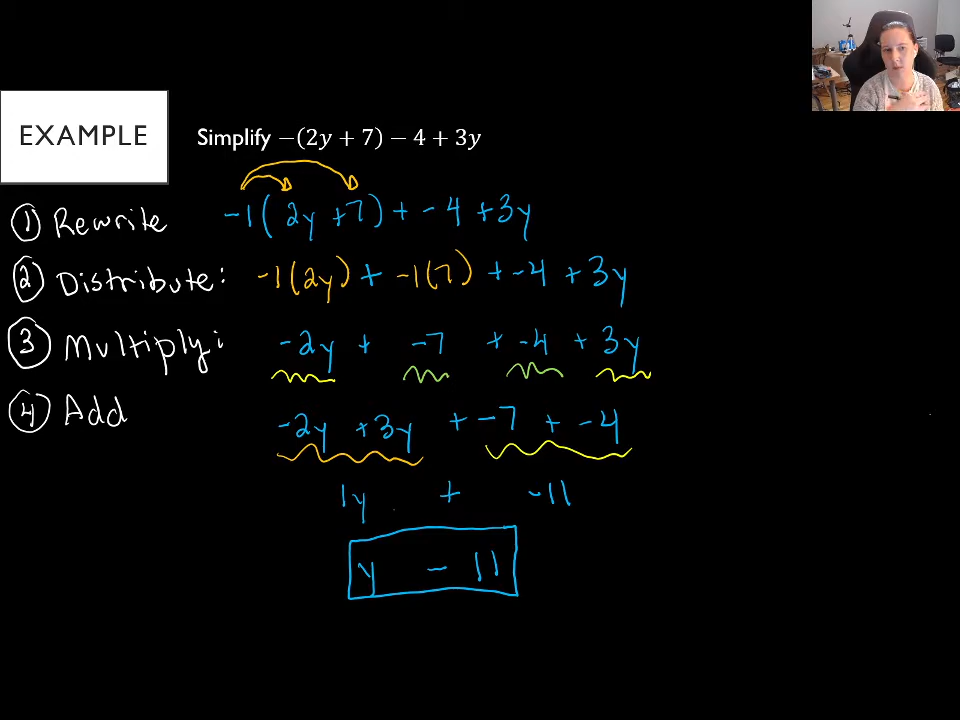 EXAMPLE
Simplify −(2y + 7) − 4 + 3y
① Rewrite -1(2y +7) + -4 +3y
② Distribute: -1(2y) + -1(7) + -4 +3y
③ Multiply: -2y + -7 + -4 + 3y
④ Add -2y +3y + -7 + -4
1y + -11
y - 11